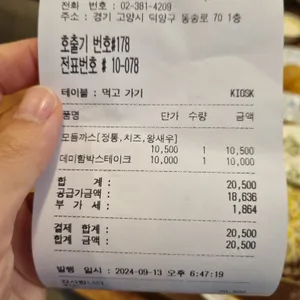 전화 번호 : 02-381-4209
주소 : 경기 고양시 덕양구 동송로 70 1층
호출기 번호#178
전표번호 # 10-078
테이블 : 먹고 가기 KIOSK
품명 단가 수량 금액
모듬까스[정통,치즈,왕새우]
10,500 1 10,500
데미함박스테이크 10,000 1 10,000
합 계 : 20,500
공급가금액 : 18,636
부 가 세 : 1,864
결제 합계 : 20,500
합계 금액 : 20,500
발행 일시 : 2024-09-13 오후 6:47:19